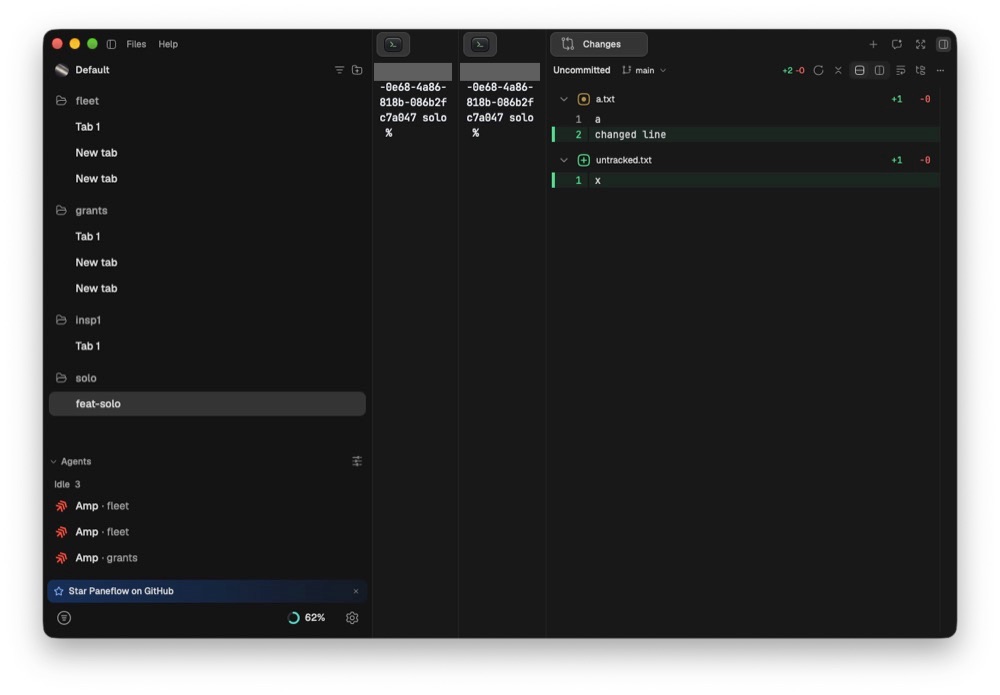 Files Help
Default
fleet
Tab 1
New tab
New tab
grants
Tab 1
New tab
New tab
insp1
Tab 1
solo
feat-solo
Agents
Idle 3
Amp · fleet
Amp · fleet
Amp · grants
Star Paneflow on GitHub
62%
-0e68-4a86-
818b-086b2f
c7a047 solo
%
-0e68-4a86-
818b-086b2f
c7a047 solo
%
Changes
Uncommitted main +2 -0
a.txt +1 -0
1 a
2 changed line
untracked.txt +1 -0
1 x